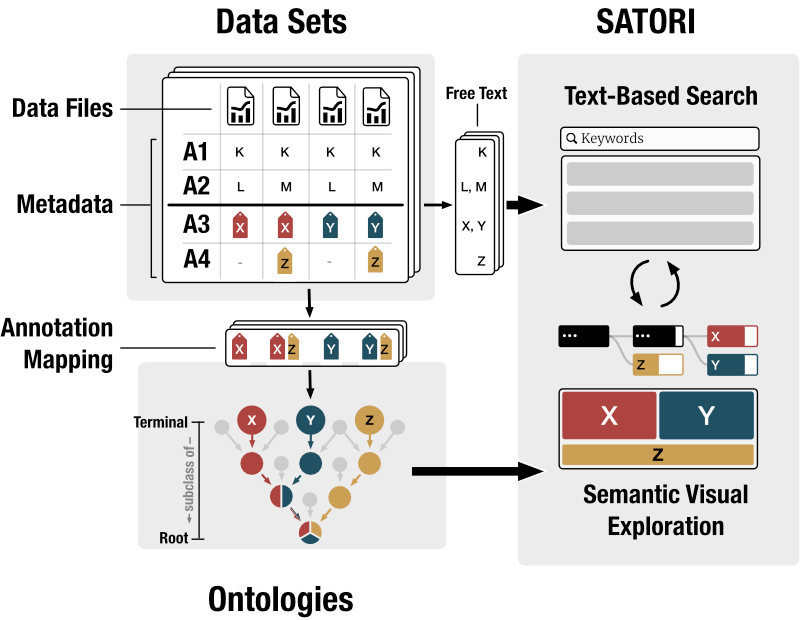 Data Sets
SATORI
Data Files
Free Text
Text-Based Search
A1 K K K K
K
Keywords
Metadata
A2 L M L M
L, M
A3 X X Y Y
X, Y
A4 - Z - Z
Z
Annotation
Mapping
X X Z Y Y Z
X
Z Y
Terminal
X Y Z
X Y
Z
subclass of
Semantic Visual
Exploration
Root
Ontologies